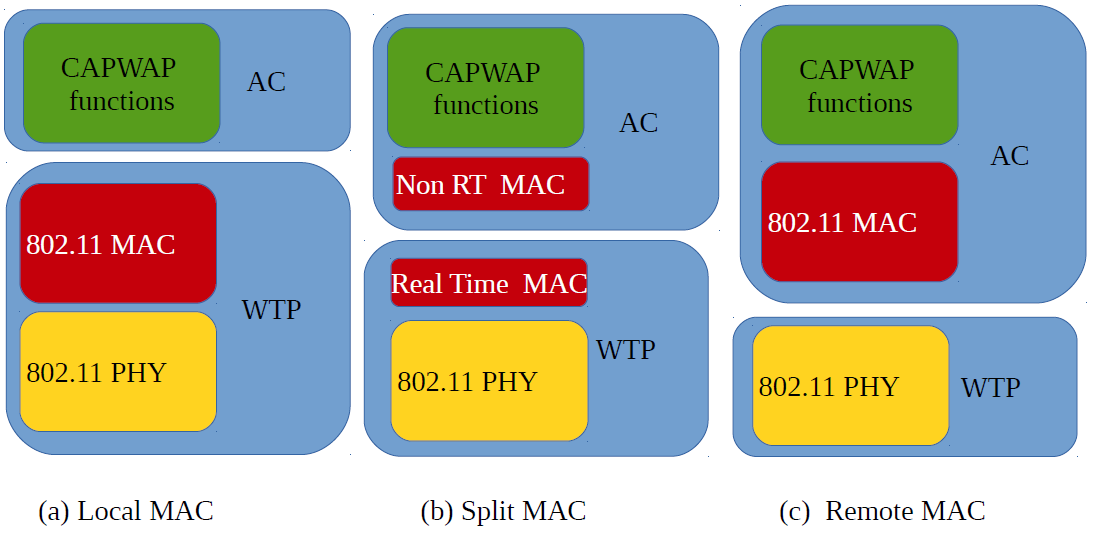 CAPWAP
functions
AC
802.11 MAC
WTP
802.11 PHY
(a) Local MAC
CAPWAP
functions
AC
Non RT  MAC
Real Time  MAC
WTP
802.11 PHY
(b) Split MAC
CAPWAP
functions
AC
802.11 MAC
802.11 PHY
WTP
(c)  Remote MAC